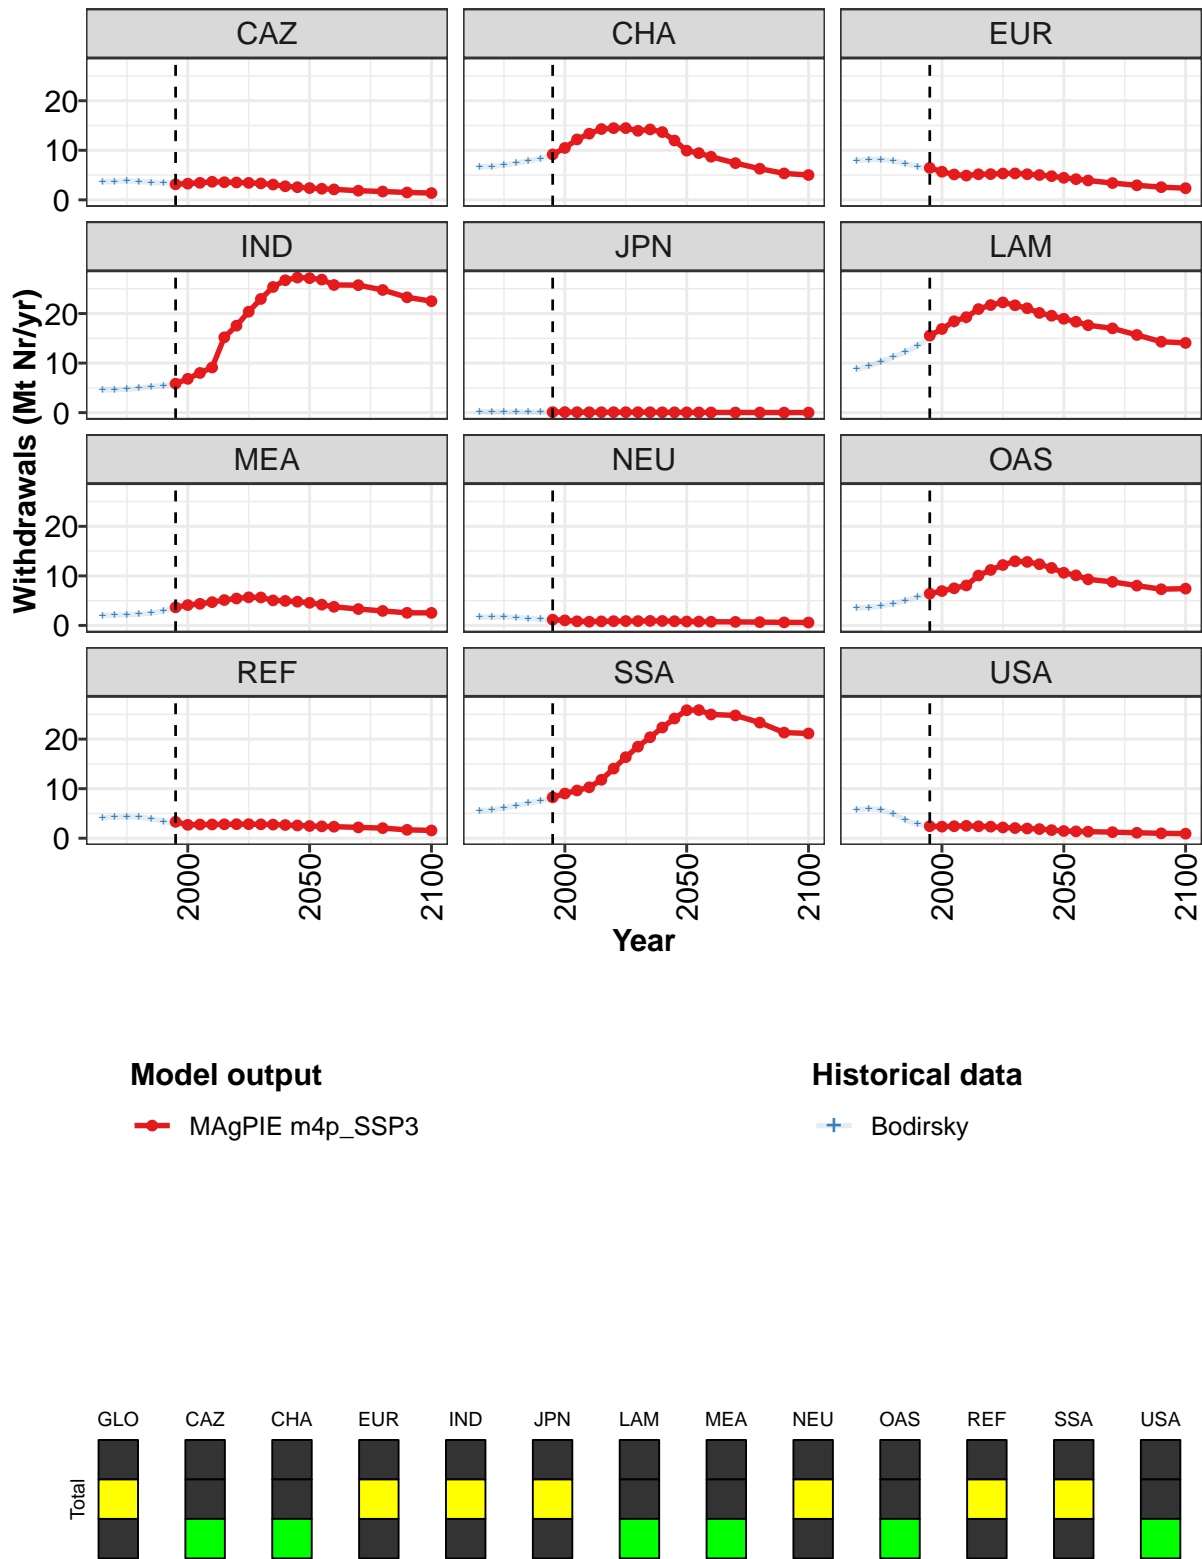 CAZ CHA EUR
20
10
0
IND JPN LAM
20
10
0
MEA NEU OAS
20
10
0
REF SSA USA
20
10
0
Withdrawals (Mt Nr/yr)
2000 2050 2100 2000 2050 2100 2000 2050 2100
Year
Model output Historical data
MAgPIE m4p_SSP3 Bodirsky
GLO CAZ CHA EUR IND JPN LAM MEA NEU OAS REF SSA USA
Total